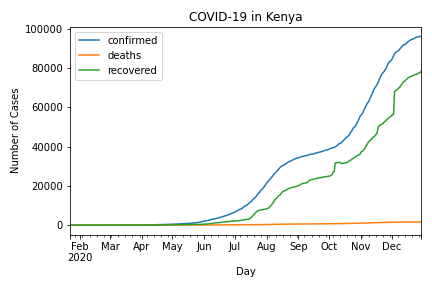 COVID-19 in Kenya
100000
80000
60000
40000
20000
0
Number of Cases
confirmed
deaths
recovered
Feb Mar Apr May Jun Jul Aug Sep Oct Nov Dec
2020
Day